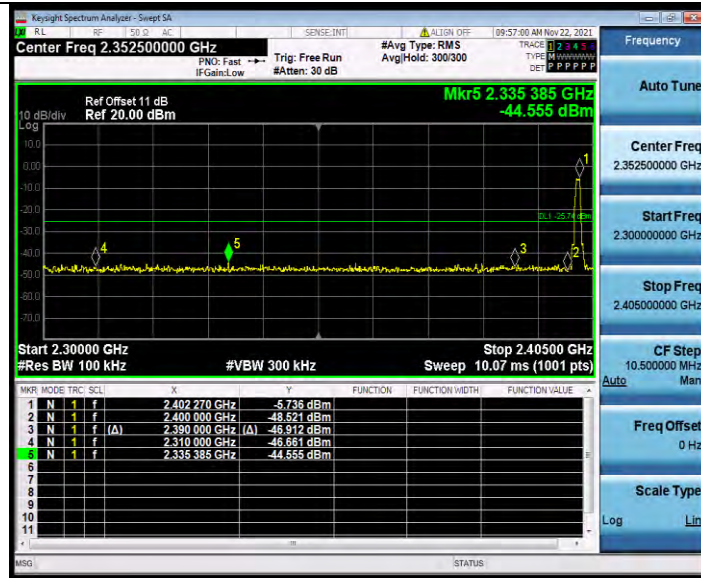 Keysight Spectrum Analyzer - Swept SA
RL RF 50 Ω AC SENSE:INT ALIGN OFF 09:57:00 AM Nov 22, 2021
Center Freq 2.352500000 GHz #Avg Type: RMS TRACE 1 2 3 4 5 6
PNO: Fast Trig: Free Run Avg|Hold: 300/300 TYPE M WWWWW
IFGain:Low #Atten: 30 dB DET P P P P P P
Ref Offset 11 dB Mkr5 2.335 385 GHz
10 dB/div Ref 20.00 dBm -44.555 dBm
Log
10.0
0.00
-10.0
-20.0
-30.0
-40.0
-50.0
-60.0
-70.0
1
DL1 -25.74 dBm
4
5
3
2
Start 2.30000 GHz Stop 2.40500 GHz
#Res BW 100 kHz #VBW 300 kHz Sweep 10.07 ms (1001 pts)
MKR MODE TRC SCL X Y FUNCTION FUNCTION WIDTH FUNCTION VALUE
1 N 1 f 2.402 270 GHz -5.736 dBm
2 N 1 f 2.400 000 GHz -48.521 dBm
3 N 1 f (Δ) 2.390 000 GHz (Δ) -46.912 dBm
4 N 1 f 2.310 000 GHz -46.661 dBm
5 N 1 f 2.335 385 GHz -44.555 dBm
6
7
8
9
10
11
MSG STATUS
Frequency
Auto Tune
Center Freq
2.352500000 GHz
Start Freq
2.300000000 GHz
Stop Freq
2.405000000 GHz
CF Step
10.500000 MHz
Auto Man
Freq Offset
0 Hz
Scale Type
Log Lin